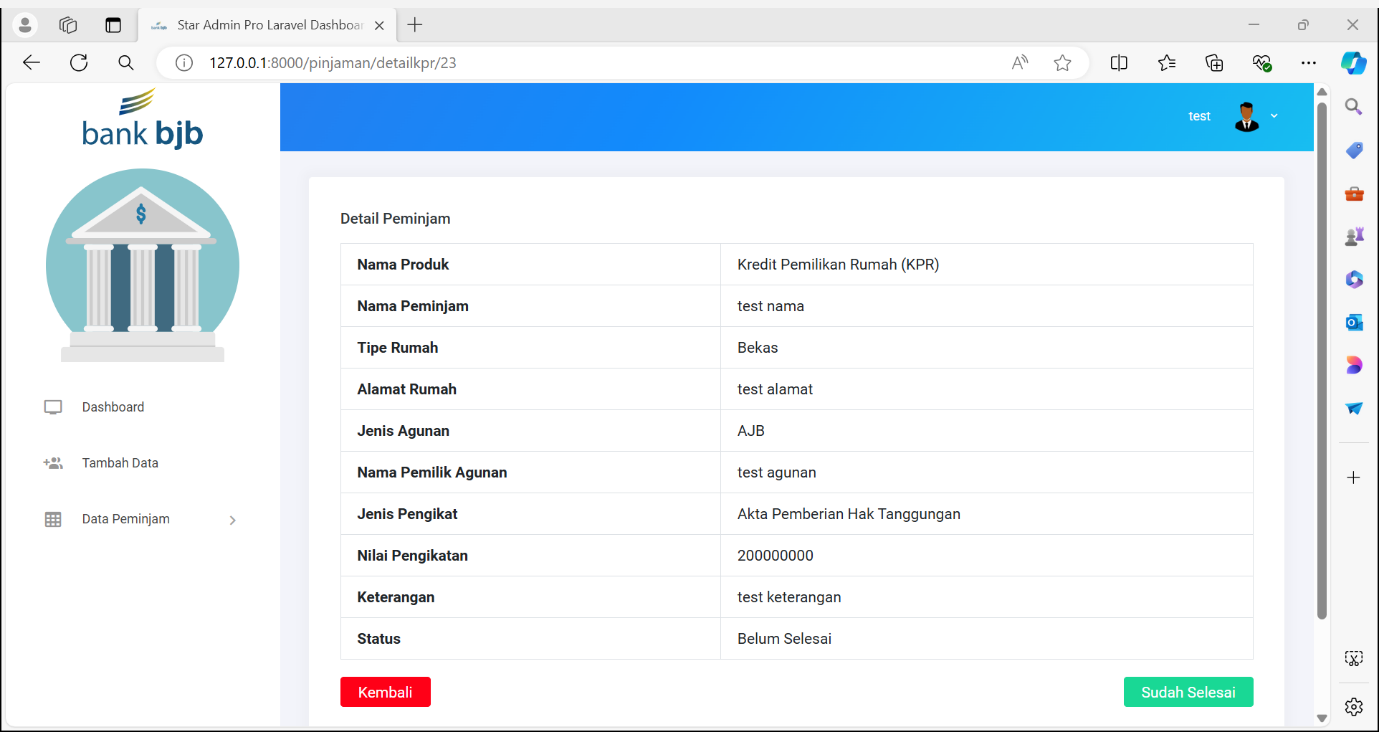 Star Admin Pro Laravel Dashboar
127.0.0.1:8000/pinjaman/detailkpr/23
bank bjb
test
$
Dashboard
Tambah Data
Data Peminjam
Detail Peminjam
Nama Produk Kredit Pemilikan Rumah (KPR)
Nama Peminjam test nama
Tipe Rumah Bekas
Alamat Rumah test alamat
Jenis Agunan AJB
Nama Pemilik Agunan test agunan
Jenis Pengikat Akta Pemberian Hak Tanggungan
Nilai Pengikatan 200000000
Keterangan test keterangan
Status Belum Selesai
Kembali Sudah Selesai